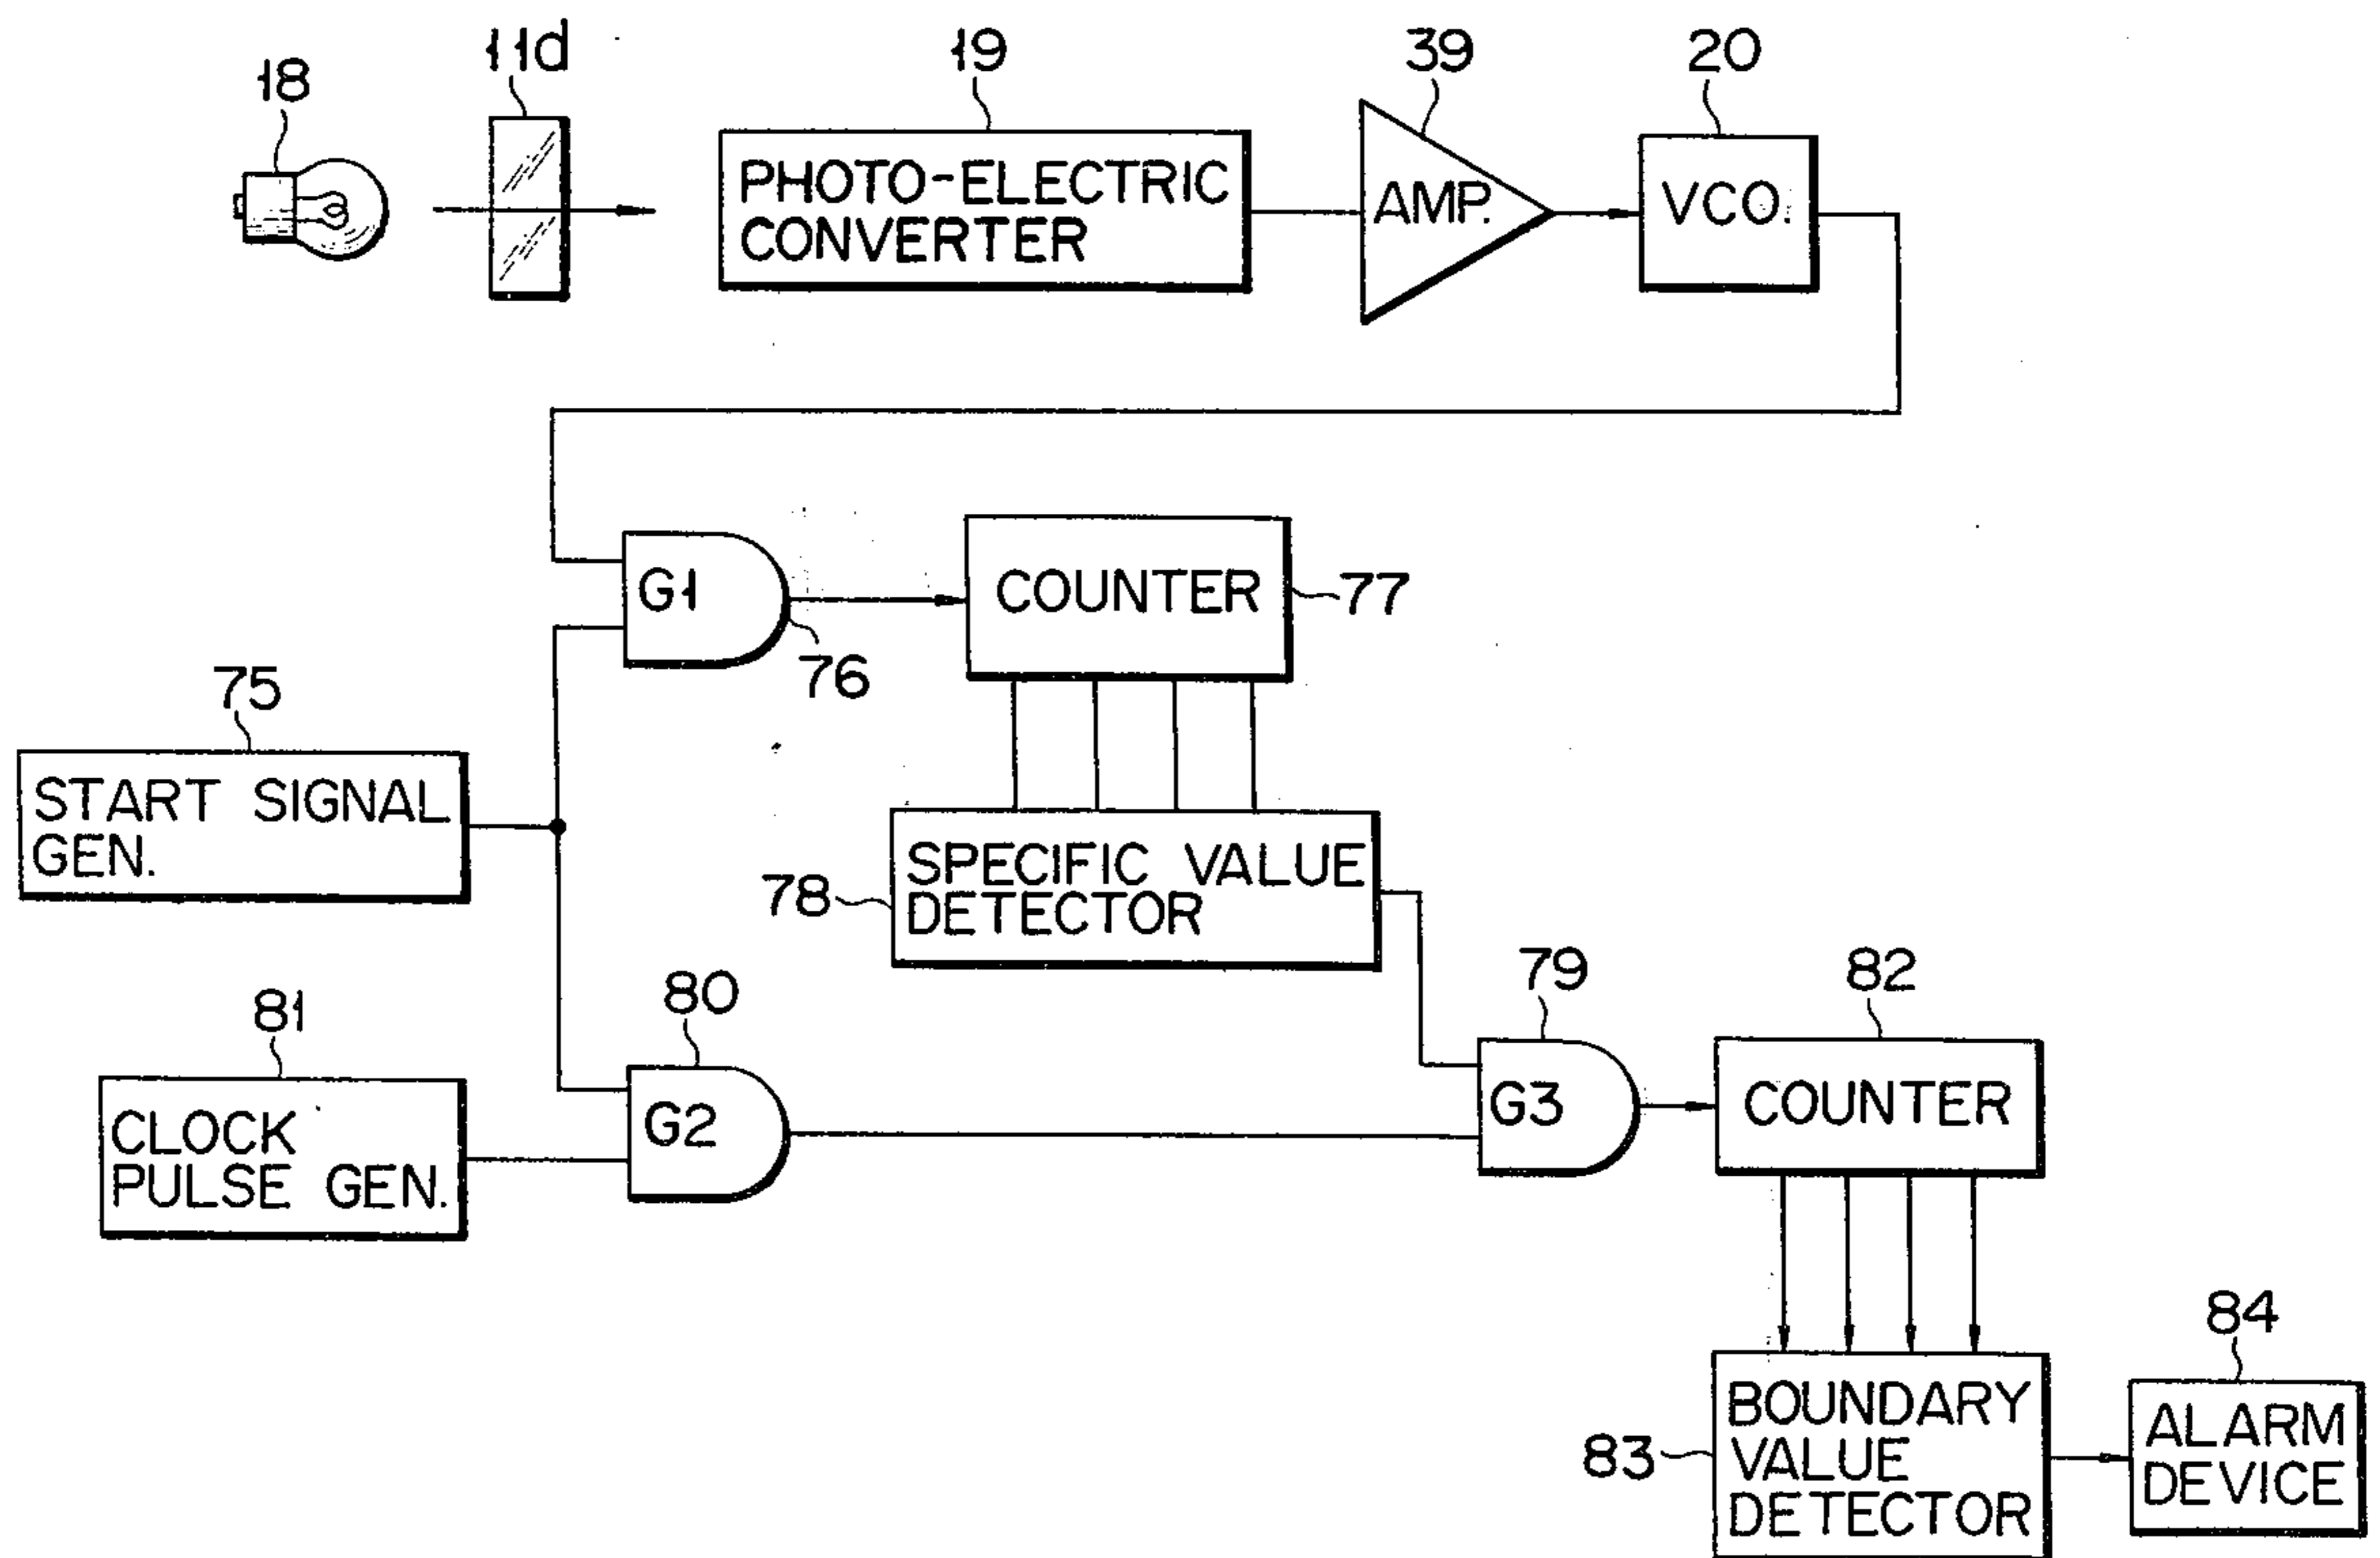 18
11d
19
39
20
PHOTO-ELECTRIC
CONVERTER
AMP.
VCO.
G1
76
COUNTER
77
75
START SIGNAL
GEN.
78
SPECIFIC VALUE
DETECTOR
81
CLOCK
PULSE GEN.
80
G2
79
G3
82
COUNTER
83
BOUNDARY
VALUE
DETECTOR
84
ALARM
DEVICE